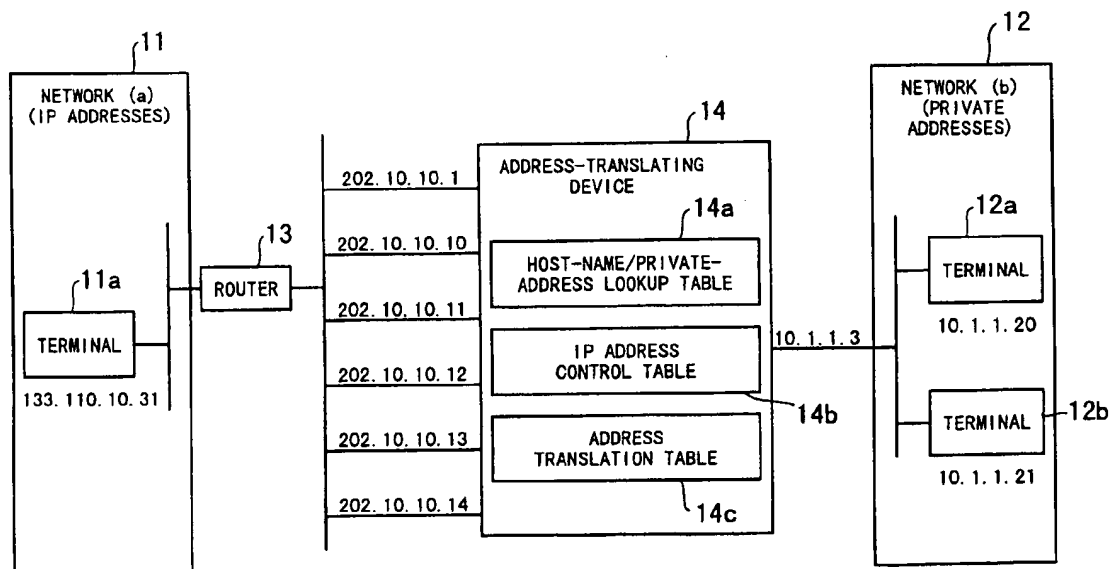 11
NETWORK (a)
(IP ADDRESSES)
11a
TERMINAL
133.110.10.31
13
ROUTER
202.10.10.1
202.10.10.10
202.10.10.11
202.10.10.12
202.10.10.13
202.10.10.14
14
ADDRESS-TRANSLATING
DEVICE
14a
HOST-NAME/PRIVATE-
ADDRESS LOOKUP TABLE
IP ADDRESS
CONTROL TABLE
14b
ADDRESS
TRANSLATION TABLE
14c
10.1.1.3
12
NETWORK (b)
(PRIVATE
ADDRESSES)
12a
TERMINAL
10.1.1.20
TERMINAL
12b
10.1.1.21